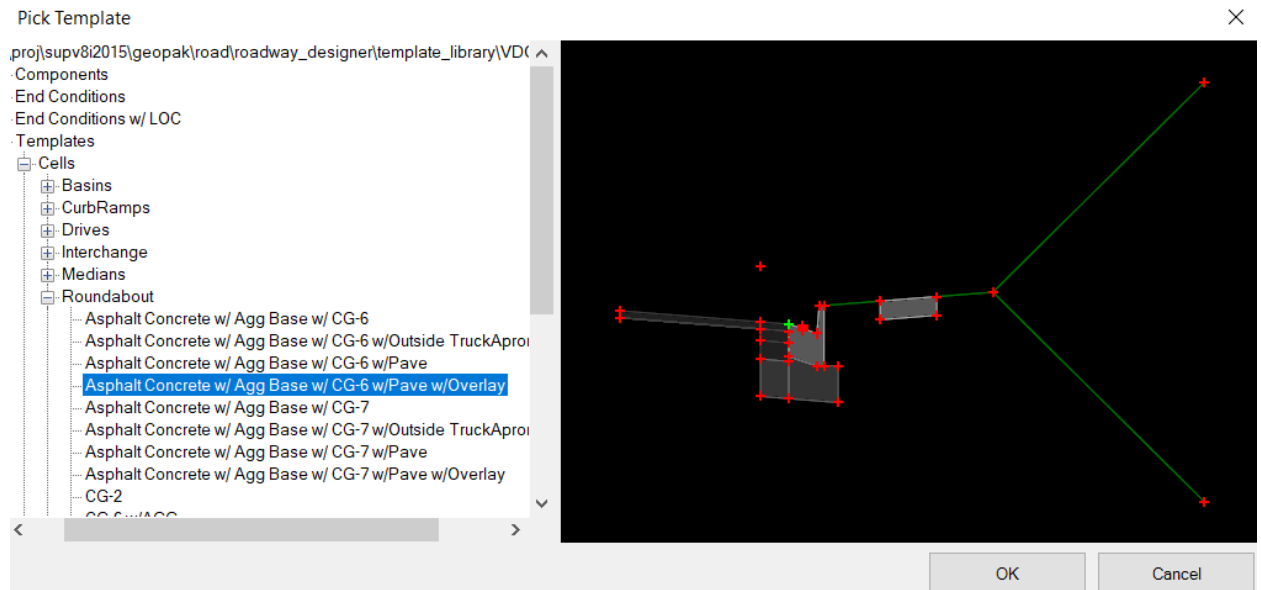 Pick Template
proj\supv8i2015\geopak\road\roadway_designer\template_library\VD
Components
End Conditions
End Conditions w/ LOC
Templates
Cells
Basins
CurbRamps
Drives
Interchange
Medians
Roundabout
Asphalt Concrete w/ Agg Base w/ CG-6
Asphalt Concrete w/ Agg Base w/ CG-6 w/Outside TruckApro
Asphalt Concrete w/ Agg Base w/ CG-6 w/Pave
Asphalt Concrete w/ Agg Base w/ CG-6 w/Pave w/Overlay
Asphalt Concrete w/ Agg Base w/ CG-7
Asphalt Concrete w/ Agg Base w/ CG-7 w/Outside TruckApro
Asphalt Concrete w/ Agg Base w/ CG-7 w/Pave
Asphalt Concrete w/ Agg Base w/ CG-7 w/Pave w/Overlay
CG-2
OK
Cancel